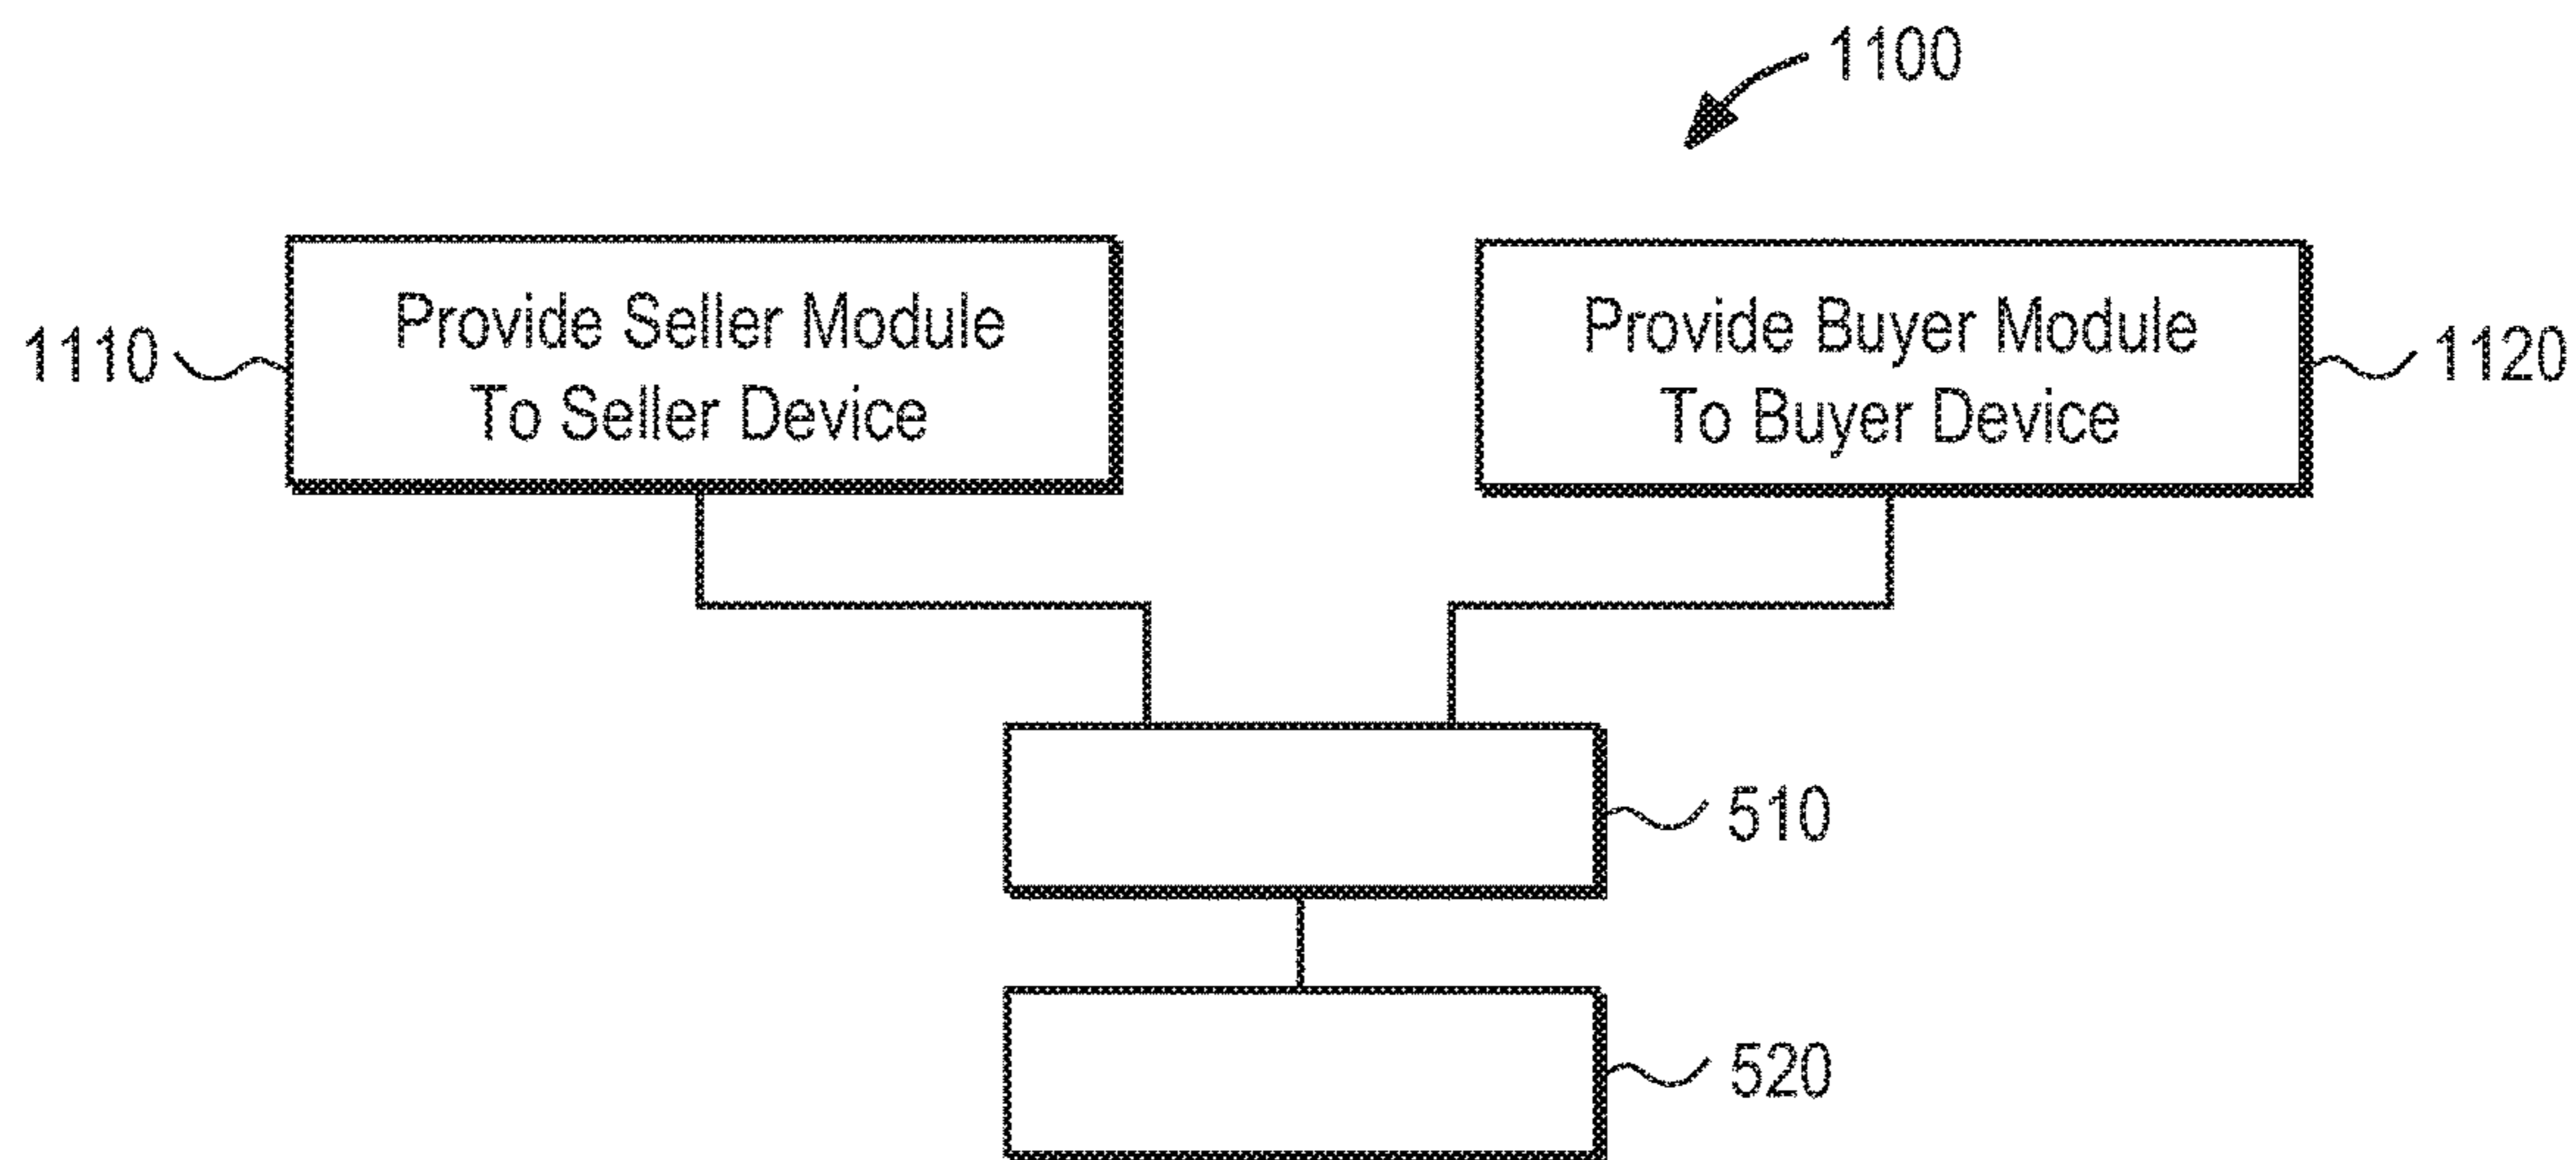 1100
Provide Seller Module
To Seller Device
1110
Provide Buyer Module
To Buyer Device
1120
510
520